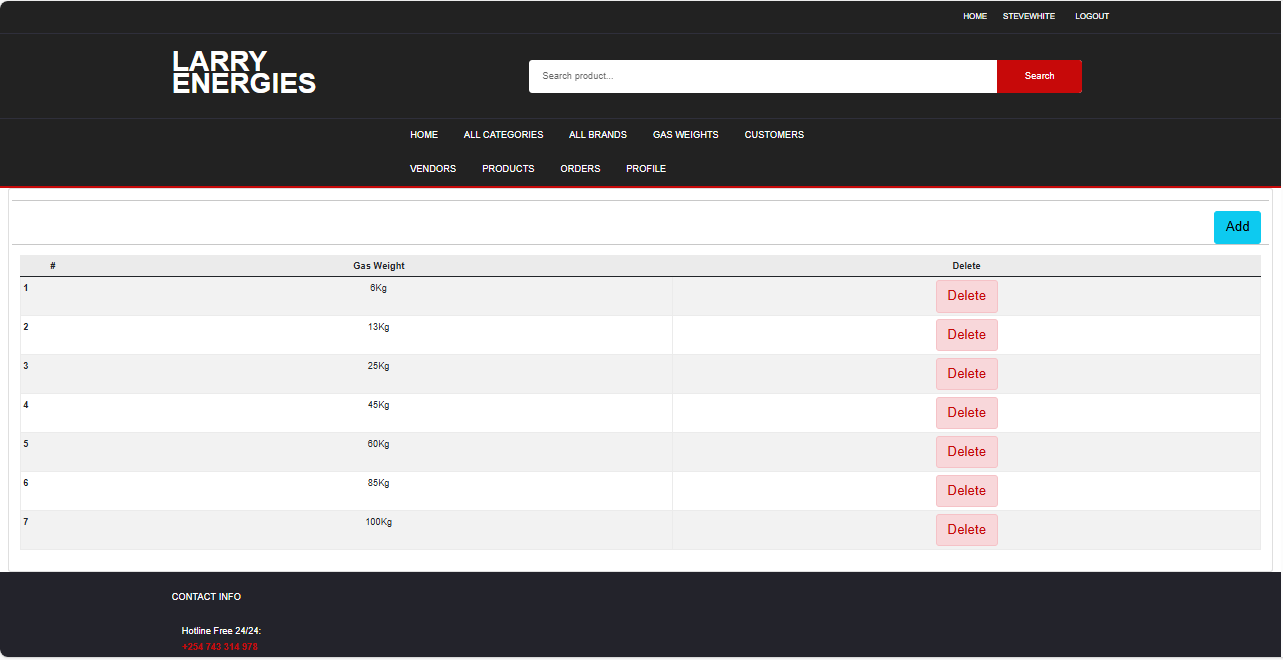 HOME STEVEWHITE LOGOUT
LARRY
ENERGIES
Search product... Search
HOME ALL CATEGORIES ALL BRANDS GAS WEIGHTS CUSTOMERS
VENDORS PRODUCTS ORDERS PROFILE
Add
# Gas Weight Delete
1 6Kg Delete
2 13Kg Delete
3 25Kg Delete
4 45Kg Delete
5 60Kg Delete
6 85Kg Delete
7 100Kg Delete
CONTACT INFO
Hotline Free 24/24:
+254 743 314 978